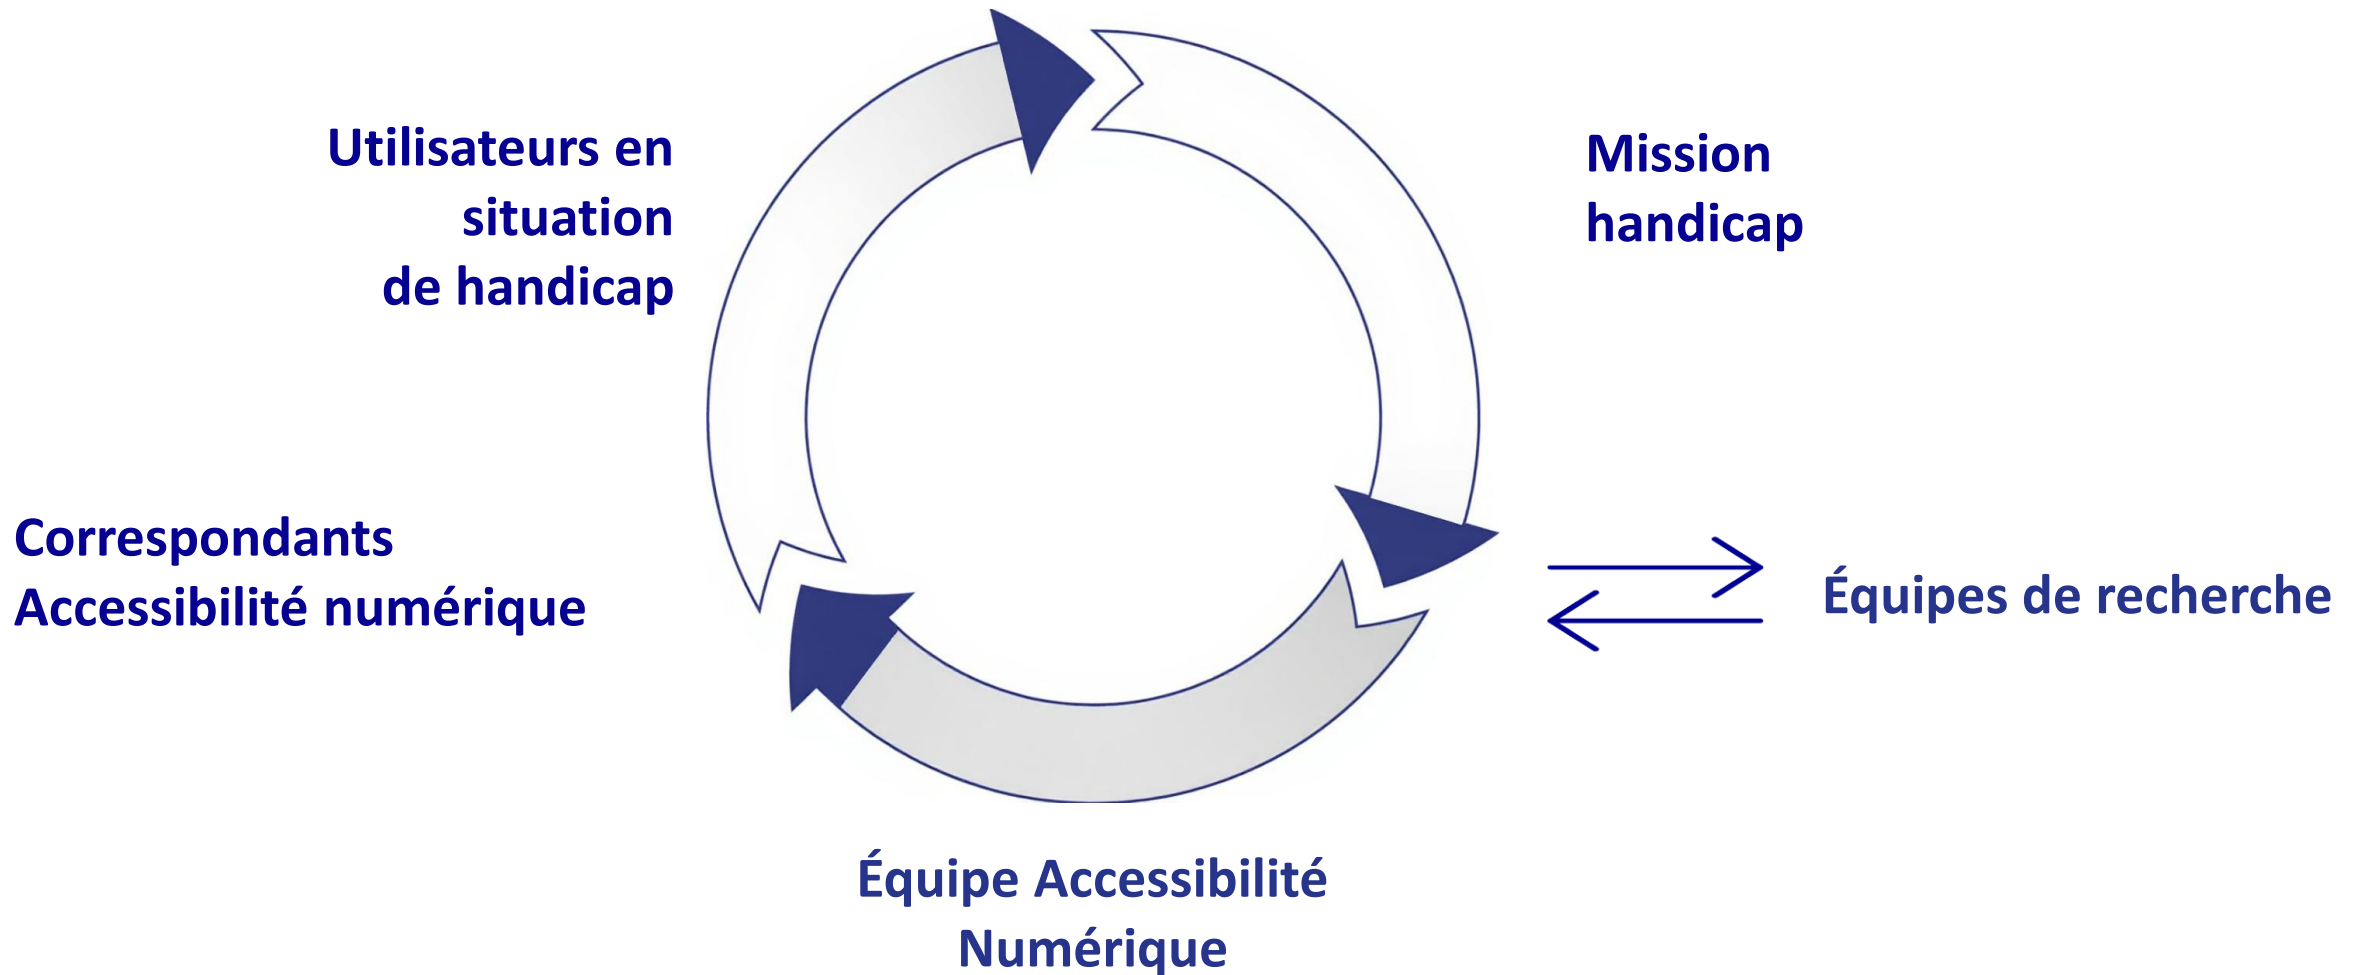 Utilisateurs en
situation
de handicap
Mission
handicap
Correspondants
Accessibilité numérique
Équipes de recherche
Équipe Accessibilité
Numérique